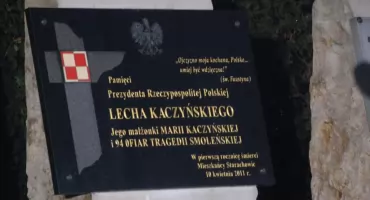 „Ojczyzno moja kochana, Polsko...
umiej być wdzięczna!"
(św. Faustyna)
Pamięci
Prezydenta Rzeczypospolitej Polskiej
LECHA KACZYŃSKIEGO
Jego małżonki MARII KACZYŃSKIEJ
i 94 OFIAR TRAGEDII SMOLEŃSKIEJ
W pierwszą rocznicę śmierci
Mieszkańcy Starachowic
10 kwietnia 2011 r.